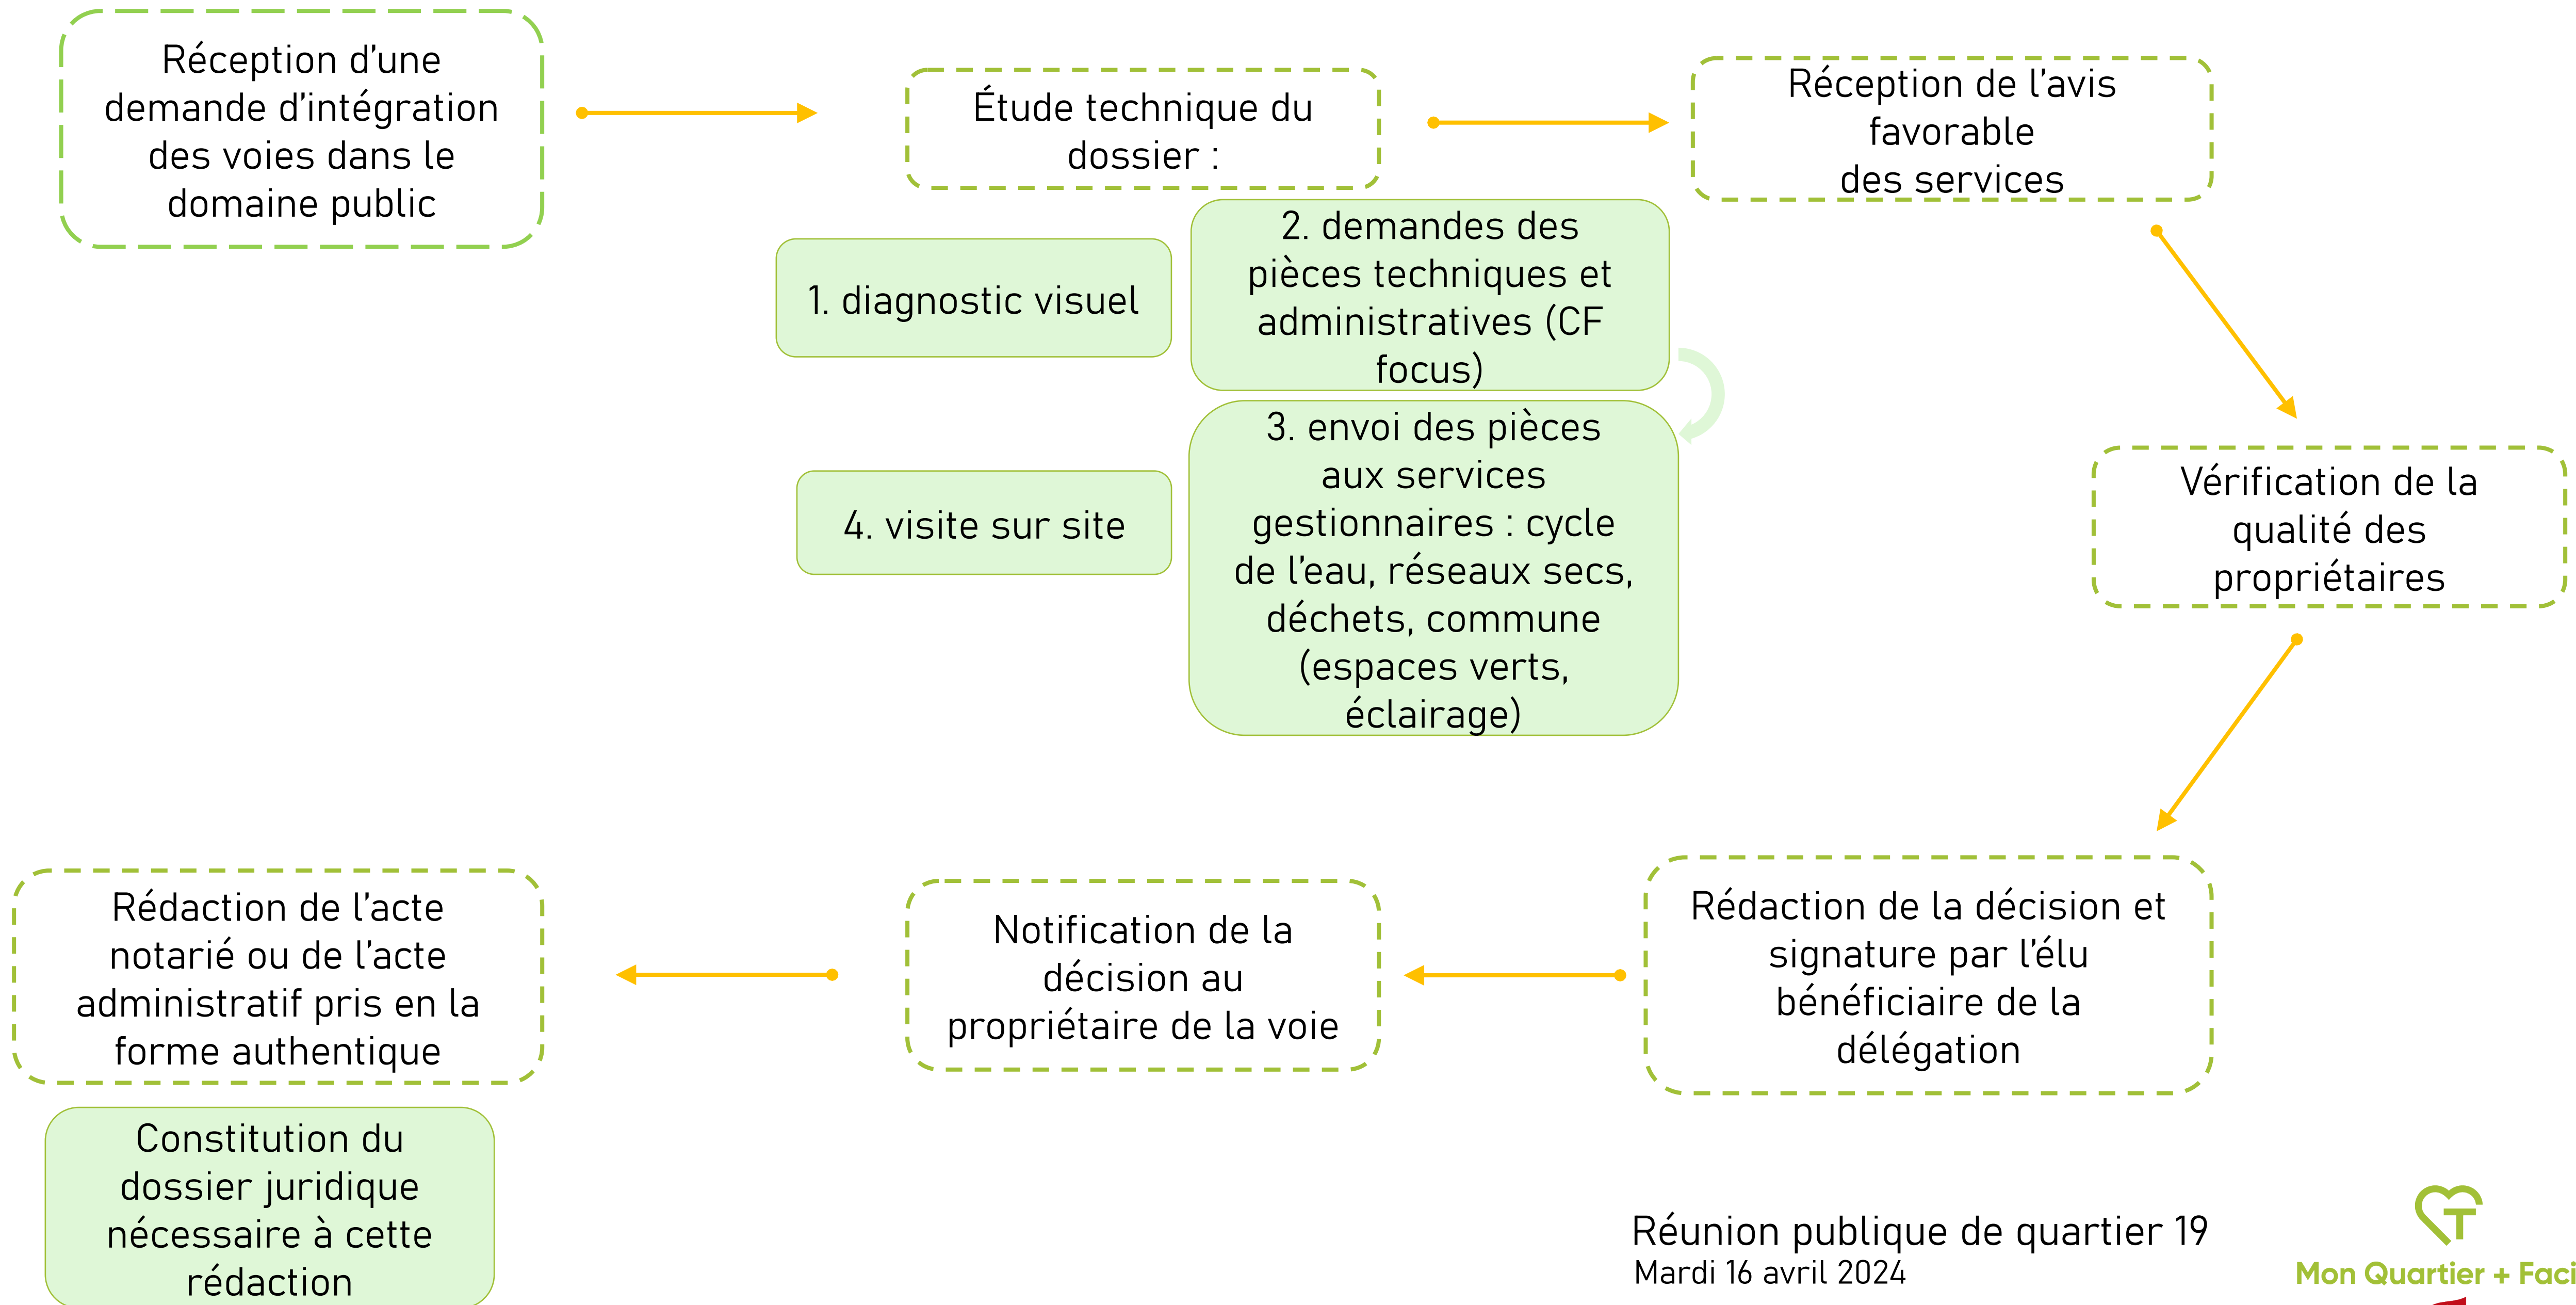 Réception d’une
demande d’intégration
des voies dans le
domaine public
Étude technique du
dossier :
1. diagnostic visuel
2. demandes des
pièces techniques et
administratives (CF
focus)
3. envoi des pièces
aux services
gestionnaires : cycle
de l’eau, réseaux secs,
déchets, commune
(espaces verts,
éclairage)
4. visite sur site
Réception de l’avis
favorable
des services
Vérification de la
qualité des
propriétaires
Rédaction de la décision et
signature par l’élu
bénéficiaire de la
délégation
Notification de la
décision au
propriétaire de la voie
Rédaction de l’acte
notarié ou de l’acte
administratif pris en la
forme authentique
Constitution du
dossier juridique
nécessaire à cette
rédaction
Réunion publique de quartier 19
Mardi 16 avril 2024
Mon Quartier + Faci